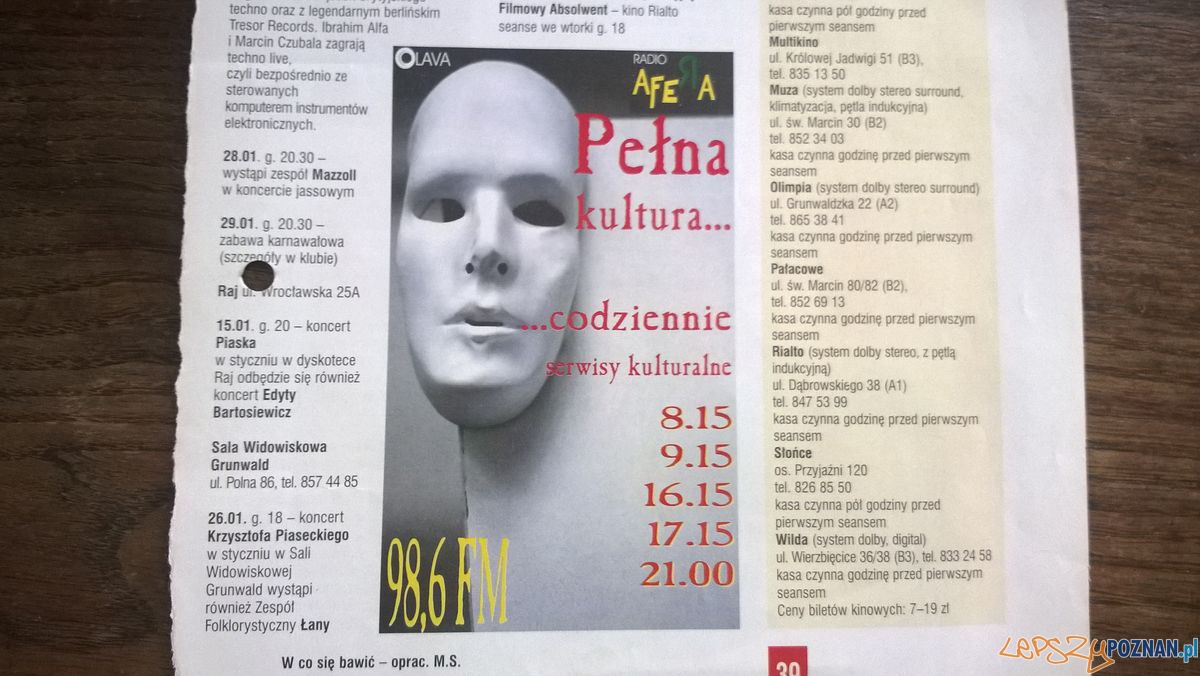 techno oraz z legendarnym berlińskim
Tresor Records. Ibrahim Alfa
i Marcin Czubala zagrają
techno live,
czyli bezpośrednio ze
sterowanych
komputerem instrumentów
elektronicznych.
28.01. g. 20.30 –
wystąpi zespół Mazzoll
w koncercie jassowym
29.01. g. 20.30 –
zabawa karnawałowa
(szczegóły w klubie)
Raj ul. Wrocławska 25A
15.01. g. 20 – koncert
Piaska
w styczniu w dyskotece
Raj odbędzie się również
koncert Edyty
Bartosiewicz
Sala Widowiskowa
Grunwald
ul. Polna 86, tel. 857 44 85
26.01. g. 18 – koncert
Krzysztofa Piaseckiego
w styczniu w Sali
Widowiskowej
Grunwald wystąpi
również Zespół
Folklorystyczny Łany
W co się bawić – oprac. M.S.
Filmowy Absolwent – kino Rialto
seanse we wtorki g. 18
OLAVA
RADIO
AFERA
Pełna
kultura...
...codziennie
serwisy kulturalne
8.15
9.15
16.15
17.15
21.00
98,6 FM
kasa czynna pół godziny przed
pierwszym seansem
Multikino
ul. Królowej Jadwigi 51 (B3),
tel. 835 13 50
Muza (system dolby stereo surround,
klimatyzacja, pętla indukcyjna)
ul. św. Marcin 30 (B2)
tel. 852 34 03
kasa czynna godzinę przed pierwszym
seansem
Olimpia (system dolby stereo surround)
ul. Grunwaldzka 22 (A2)
tel. 865 38 41
kasa czynna godzinę przed pierwszym
seansem
Pałacowe
ul. św. Marcin 80/82 (B2),
tel. 852 69 13
kasa czynna godzinę przed pierwszym
seansem
Rialto (system dolby stereo, z pętlą
indukcyjną)
ul. Dąbrowskiego 38 (A1)
tel. 847 53 99
kasa czynna godzinę przed pierwszym
seansem
Słońce
os. Przyjaźni 120
tel. 826 85 50
kasa czynna pół godziny przed
pierwszym seansem
Wilda (system dolby, digital)
ul. Wierzbięcice 36/38 (B3), tel. 833 24 58
kasa czynna godzinę przed pierwszym
seansem
Ceny biletów kinowych: 7–19 zł
39
LEPSZYPOZNAN.pl